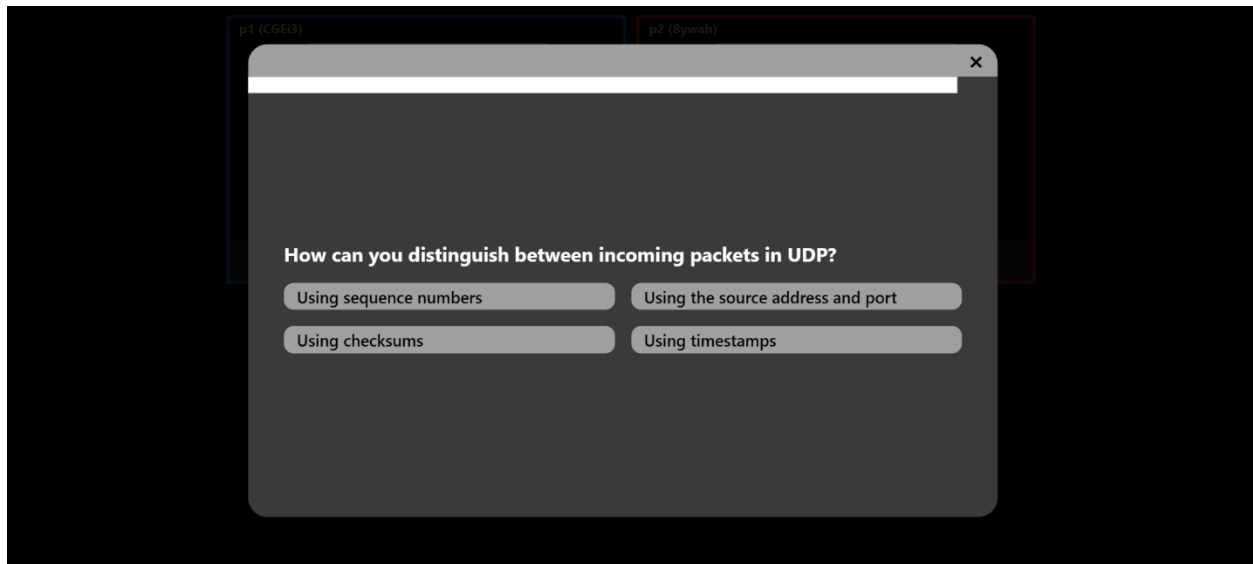 p1 (CGEi3)
p2 (8ywah)
×
How can you distinguish between incoming packets in UDP?
Using sequence numbers
Using the source address and port
Using checksums
Using timestamps